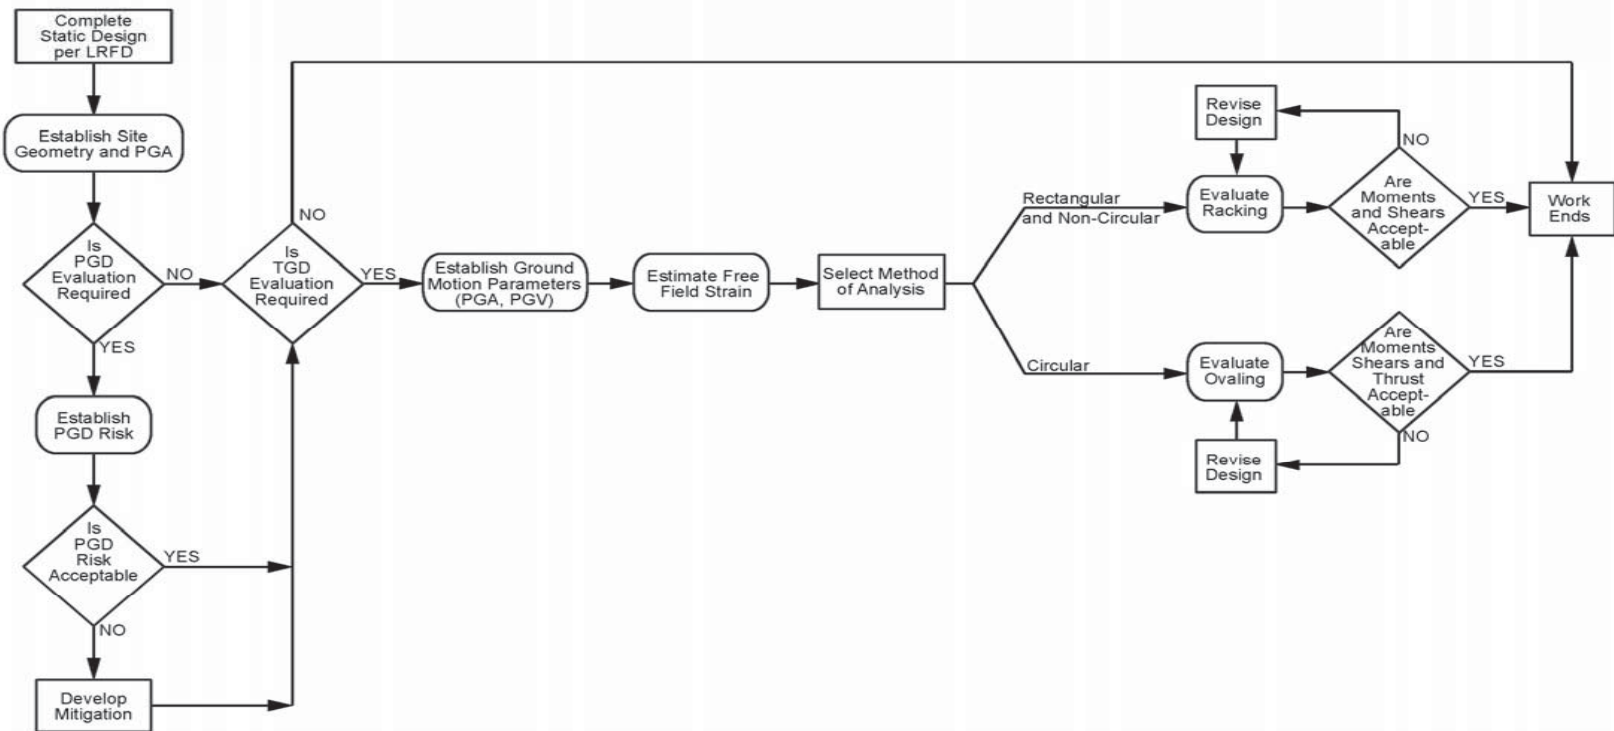 Complete
Static Design
per LRFD
Establish Site
Geometry and PGA
Is
PGD
Evaluation
Required
NO
YES
Establish
PGD Risk
Is
PGD
Risk
Acceptable
YES
NO
Develop
Mitigation
NO
Is
TGD
Evaluation
Required
YES
Establish Ground
Motion Parameters
(PGA, PGV)
Estimate Free
Field Strain
Select Method
of Analysis
Rectangular
and Non-Circular
Revise
Design
Evaluate
Racking
NO
Are
Moments
and Shears
Accept-
able
YES
Work
Ends
Circular
Evaluate
Ovaling
Are
Moments
Shears and
Thrust
Accept-
able
YES
NO
Revise
Design